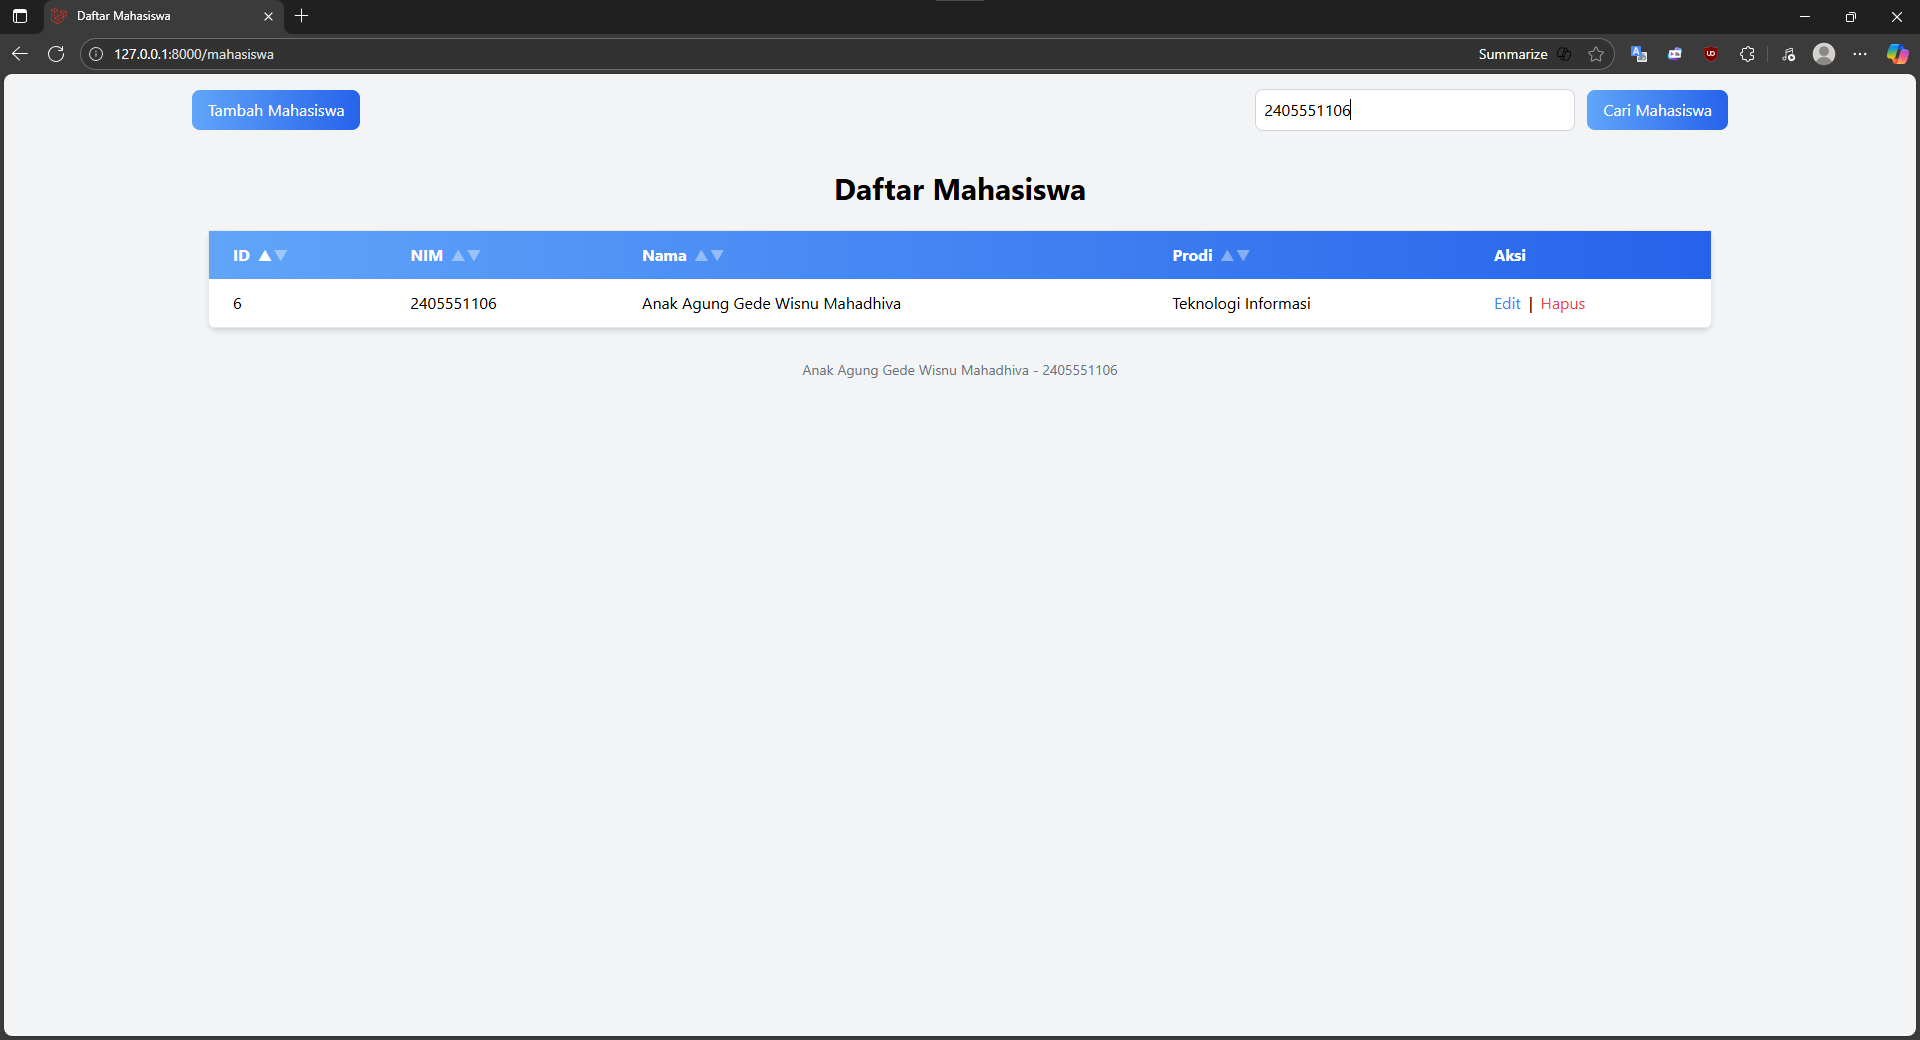 Daftar Mahasiswa
127.0.0.1:8000/mahasiswa
Summarize
Tambah Mahasiswa
2405551106
Cari Mahasiswa
Daftar Mahasiswa
ID ▲▼ NIM ▲▼ Nama ▲▼ Prodi ▲▼ Aksi
6 2405551106 Anak Agung Gede Wisnu Mahadhiva Teknologi Informasi Edit | Hapus
Anak Agung Gede Wisnu Mahadhiva - 2405551106